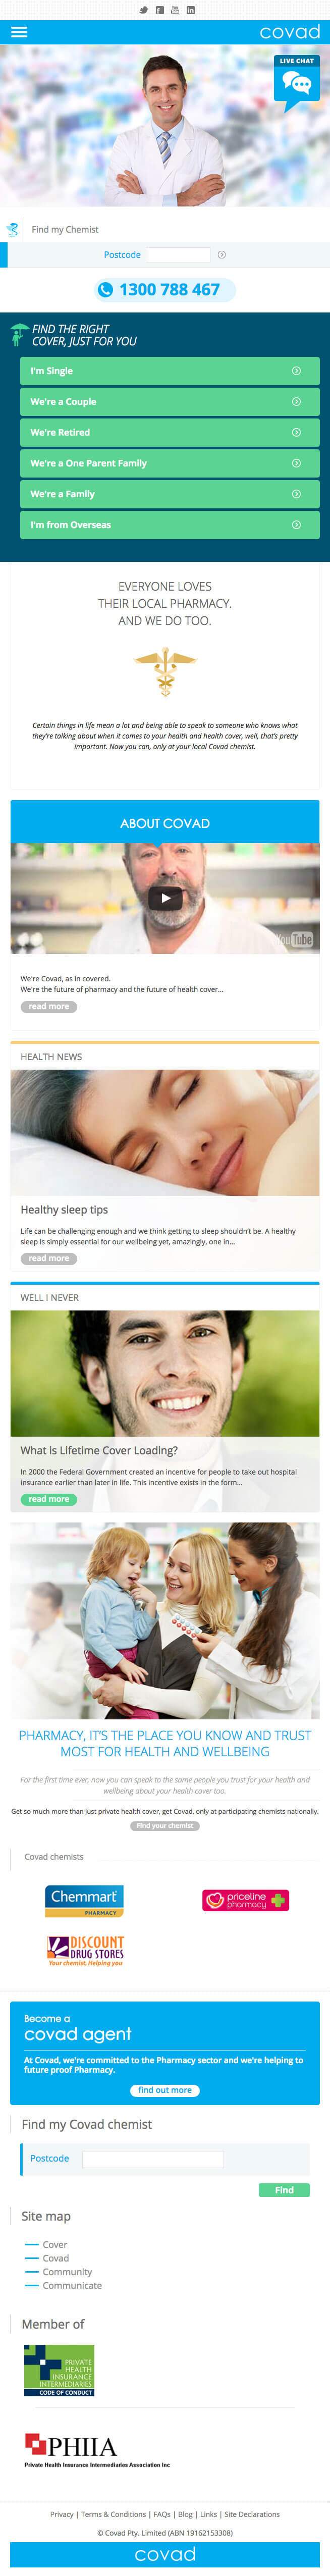 covad
LIVE CHAT
Find my Chemist
Postcode
1300 788 467
FIND THE RIGHT
COVER, JUST FOR YOU
I'm Single
We're a Couple
We're Retired
We're a One Parent Family
We're a Family
I'm from Overseas
EVERYONE LOVES
THEIR LOCAL PHARMACY.
AND WE DO TOO.
Certain things in life mean a lot and being able to speak to someone who knows what
they're talking about when it comes to your health and health cover, well, that's pretty
important. Now you can, only at your local Covad chemist.
ABOUT COVAD
YouTube
We're Covad, as in covered.
We're the future of pharmacy and the future of health cover...
read more
HEALTH NEWS
Healthy sleep tips
Life can be challenging enough and we think getting to sleep shouldn't be. A healthy
sleep is simply essential for our wellbeing yet, amazingly, one in...
read more
WELL I NEVER
What is Lifetime Cover Loading?
In 2000 the Federal Government created an incentive for people to take out hospital
insurance earlier than later in life. This incentive exists in the form...
read more
PHARMACY, IT'S THE PLACE YOU KNOW AND TRUST
MOST FOR HEALTH AND WELLBEING
For the first time ever, now you can speak to the same people you trust for your health and
wellbeing about your health cover too.
Get so much more than just private health cover, get Covad, only at participating chemists nationally.
Find your chemist
Covad chemists
Chemmart
PHARMACY
priceline
pharmacy
DISCOUNT
DRUG STORES
Your chemist, Helping you
Become a
covad agent
At Covad, we're committed to the Pharmacy sector and we're helping to
future proof Pharmacy.
find out more
Find my Covad chemist
Postcode
Find
Site map
Cover
Covad
Community
Communicate
Member of
PRIVATE
HEALTH
INSURANCE
INTERMEDIARIES
CODE OF CONDUCT
PHIIA
Private Health Insurance Intermediaries Association Inc
Privacy | Terms & Conditions | FAQs | Blog | Links | Site Declarations
© Covad Pty. Limited (ABN 19162153308)
covad